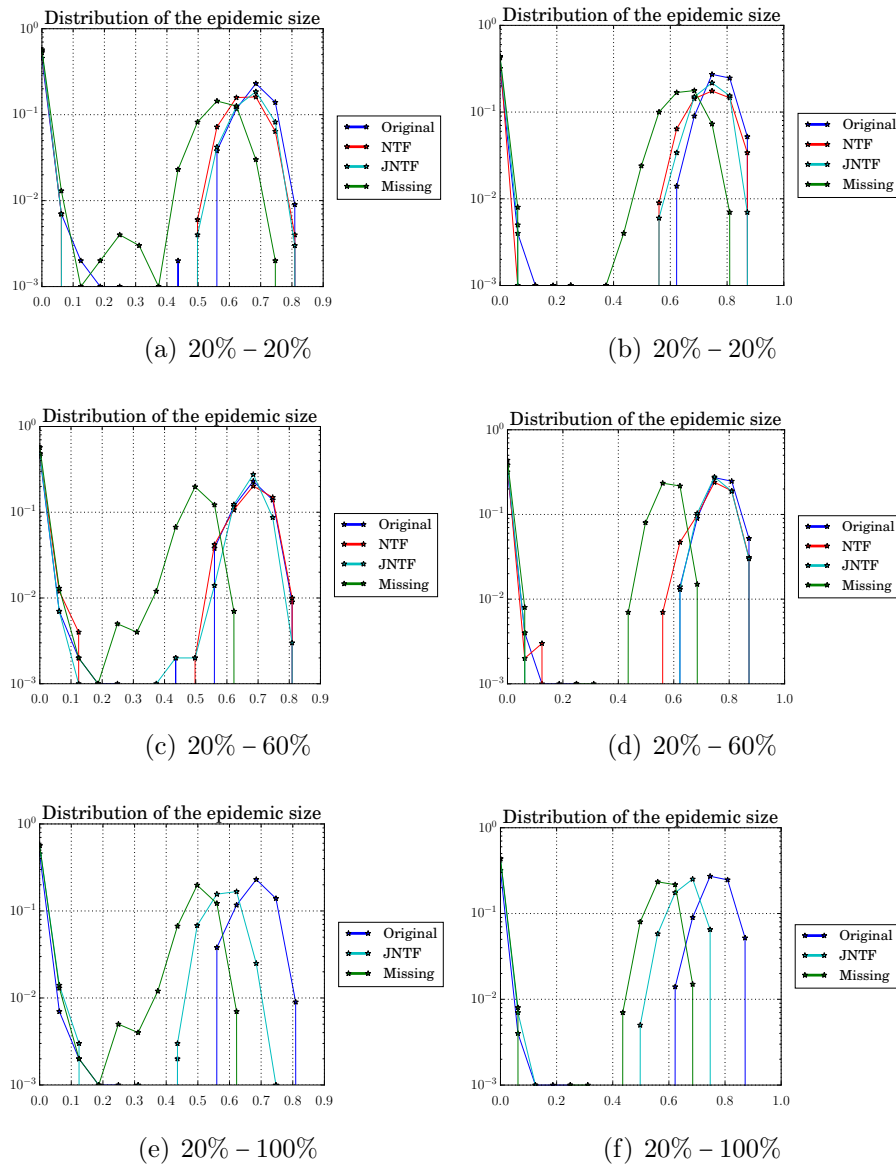 Distribution of the epidemic size
10^0
10^-1
10^-2
10^-3
0.0 0.1 0.2 0.3 0.4 0.5 0.6 0.7 0.8 0.9
Original
NTF
JNTF
Missing
(a) 20% – 20%
Distribution of the epidemic size
10^0
10^-1
10^-2
10^-3
0.0 0.2 0.4 0.6 0.8 1.0
Original
NTF
JNTF
Missing
(b) 20% – 20%
Distribution of the epidemic size
10^0
10^-1
10^-2
10^-3
0.0 0.1 0.2 0.3 0.4 0.5 0.6 0.7 0.8 0.9
Original
NTF
JNTF
Missing
(c) 20% – 60%
Distribution of the epidemic size
10^0
10^-1
10^-2
10^-3
0.0 0.2 0.4 0.6 0.8 1.0
Original
NTF
JNTF
Missing
(d) 20% – 60%
Distribution of the epidemic size
10^0
10^-1
10^-2
10^-3
0.0 0.1 0.2 0.3 0.4 0.5 0.6 0.7 0.8 0.9
Original
JNTF
Missing
(e) 20% – 100%
Distribution of the epidemic size
10^0
10^-1
10^-2
10^-3
0.0 0.2 0.4 0.6 0.8 1.0
Original
JNTF
Missing
(f) 20% – 100%